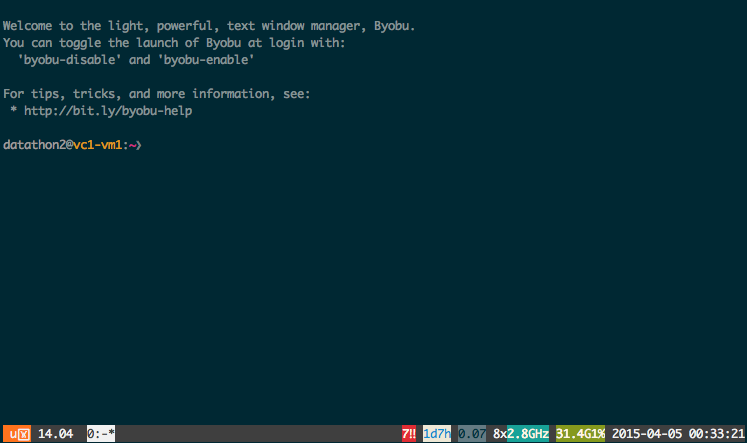 Welcome to the light, powerful, text window manager, Byobu.
You can toggle the launch of Byobu at login with:
  'byobu-disable' and 'byobu-enable'
For tips, tricks, and more information, see:
 * http://bit.ly/byobu-help
datathon2@vc1-vm1:~❯
u 14.04 0:-* 7!! 1d7h 0.07 8x2.8GHz 31.4G1% 2015-04-05 00:33:21